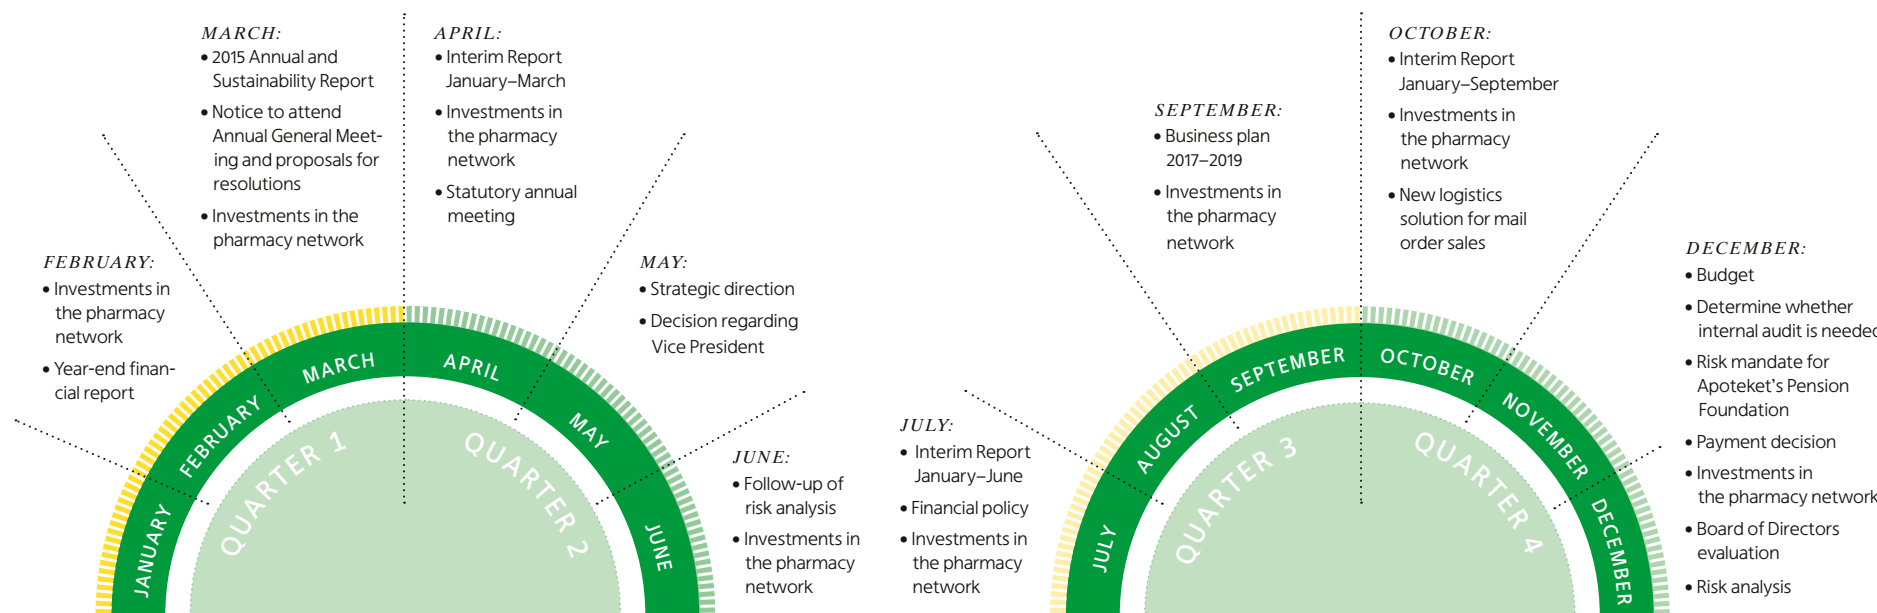 MARCH:
• 2015 Annual and
Sustainability Report
• Notice to attend
Annual General Meet-
ing and proposals for
resolutions
• Investments in the
pharmacy network
APRIL:
• Interim Report
January–March
• Investments in
the pharmacy
network
• Statutory annual
meeting
FEBRUARY:
• Investments in
the pharmacy
network
• Year-end finan-
cial report
MAY:
• Strategic direction
• Decision regarding
Vice President
JUNE:
• Follow-up of
risk analysis
• Investments in
the pharmacy
network
JANUARY
FEBRUARY
MARCH
APRIL
MAY
JUNE
QUARTER 1
QUARTER 2
SEPTEMBER:
• Business plan
2017–2019
• Investments in
the pharmacy
network
OCTOBER:
• Interim Report
January–September
• Investments in
the pharmacy
network
• New logistics
solution for mail
order sales
JULY:
• Interim Report
January–June
• Financial policy
• Investments in
the pharmacy
network
DECEMBER:
• Budget
• Determine whether
internal audit is needed
• Risk mandate for
Apoteket’s Pension
Foundation
• Payment decision
• Investments in
the pharmacy network
• Board of Directors
evaluation
• Risk analysis
JULY
AUGUST
SEPTEMBER
OCTOBER
NOVEMBER
DECEMBER
QUARTER 3
QUARTER 4